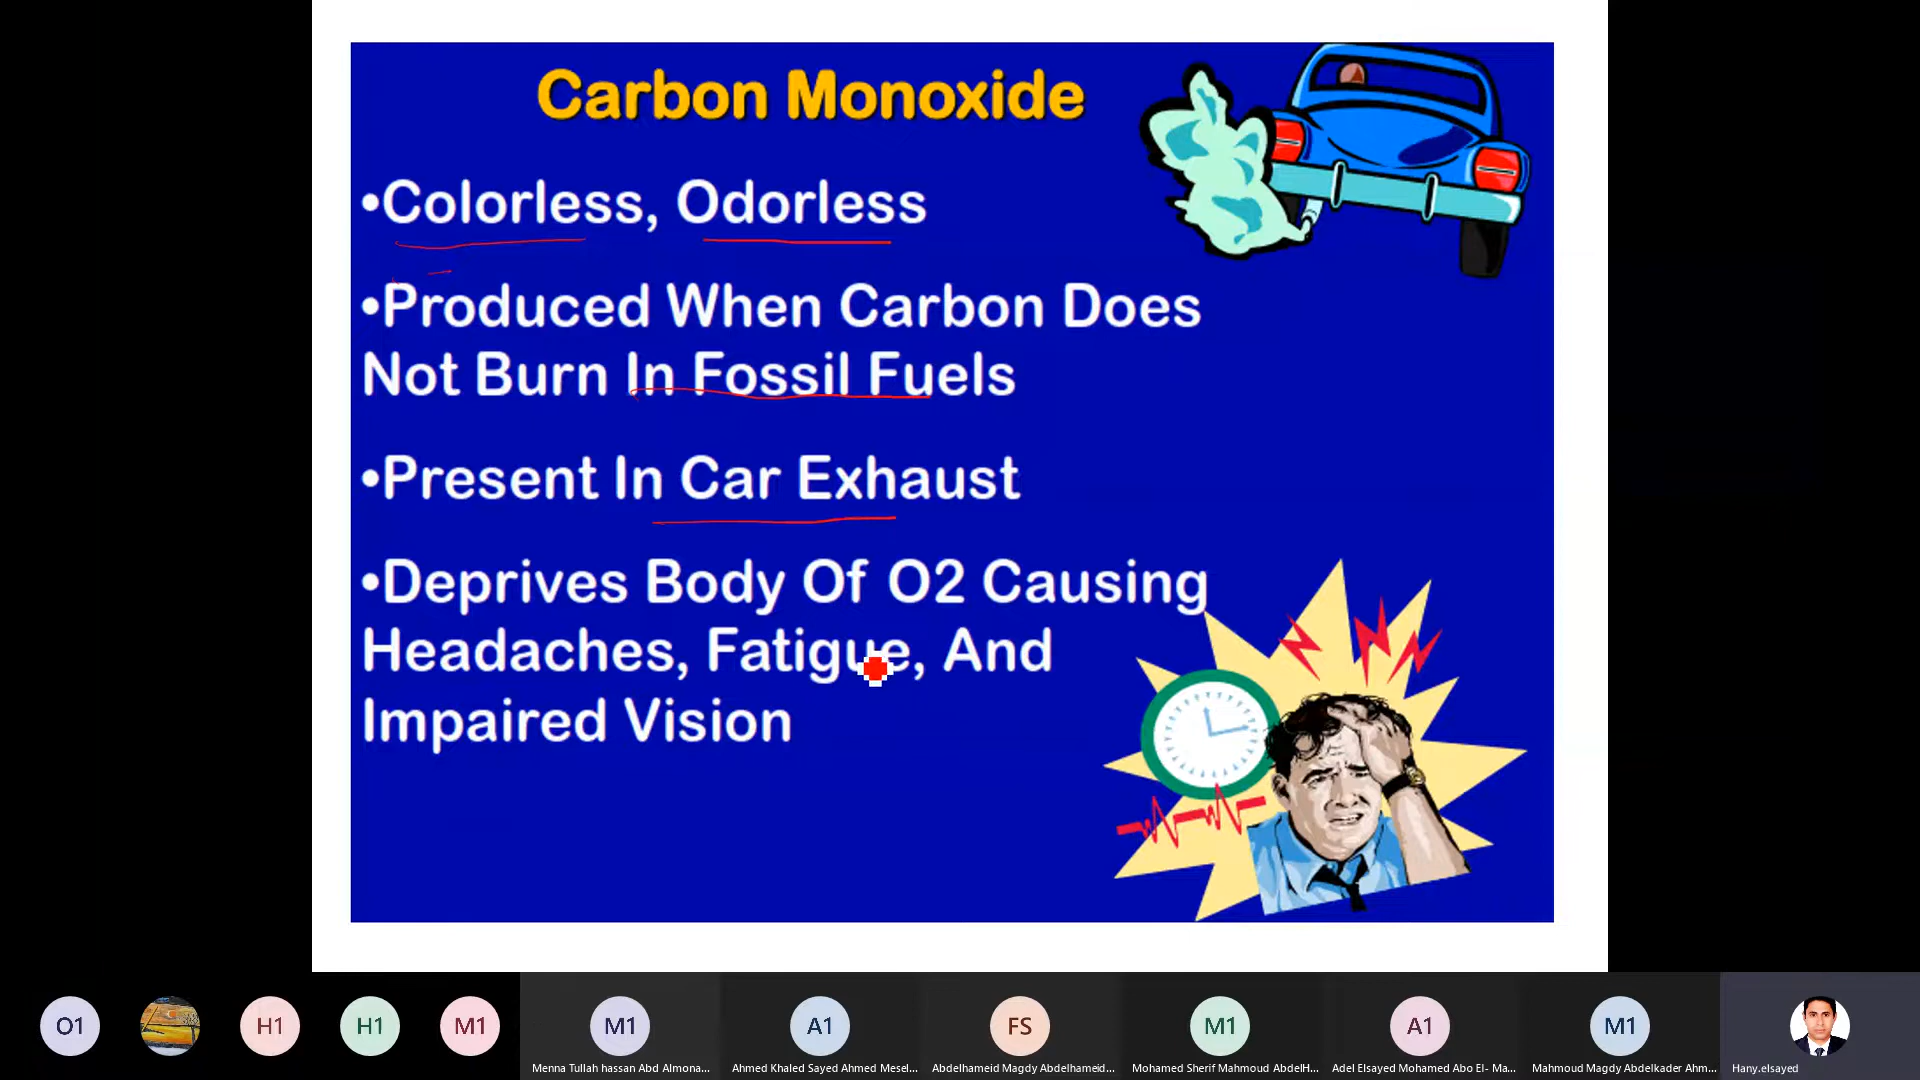 Carbon Monoxide
•Colorless, Odorless
•Produced When Carbon Does
Not Burn In Fossil Fuels
•Present In Car Exhaust
•Deprives Body Of O2 Causing
Headaches, Fatigue, And
Impaired Vision
O1
H1
H1
M1
M1
A1
FS
M1
A1
M1
Menna Tullah hassan Abd Almona...
Ahmed Khaled Sayed Ahmed Mesel...
Abdelhameid Magdy Abdelhameid...
Mohamed Sherif Mahmoud AbdelH...
Adel Elsayed Mohamed Abo El- Ma...
Mahmoud Magdy Abdelkader Ahm...
Hany.elsayed